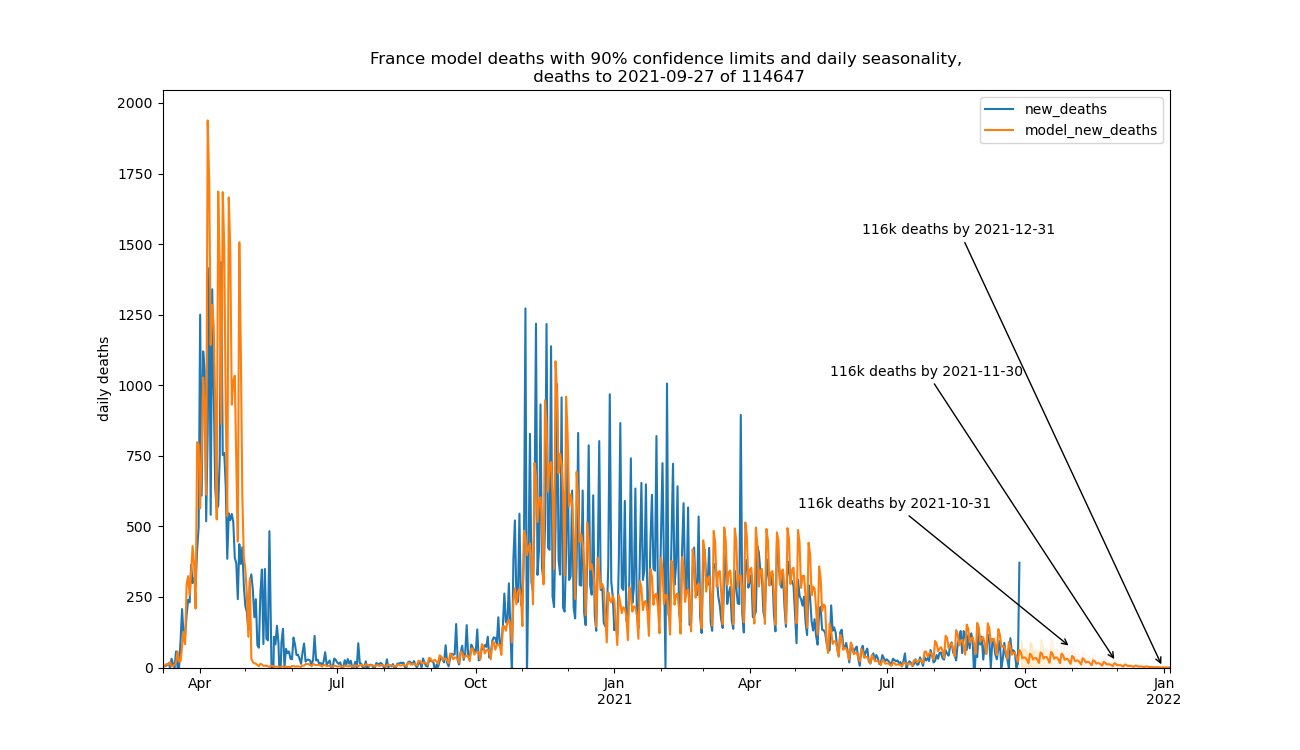 France model deaths with 90% confidence limits and daily seasonality,
deaths to 2021-09-27 of 114647
new_deaths
model_new_deaths
daily deaths
2000
1750
1500
1250
1000
750
500
250
0
116k deaths by 2021-12-31
116k deaths by 2021-11-30
116k deaths by 2021-10-31
Apr Jul Oct Jan Apr Jul Oct Jan
2021 2022